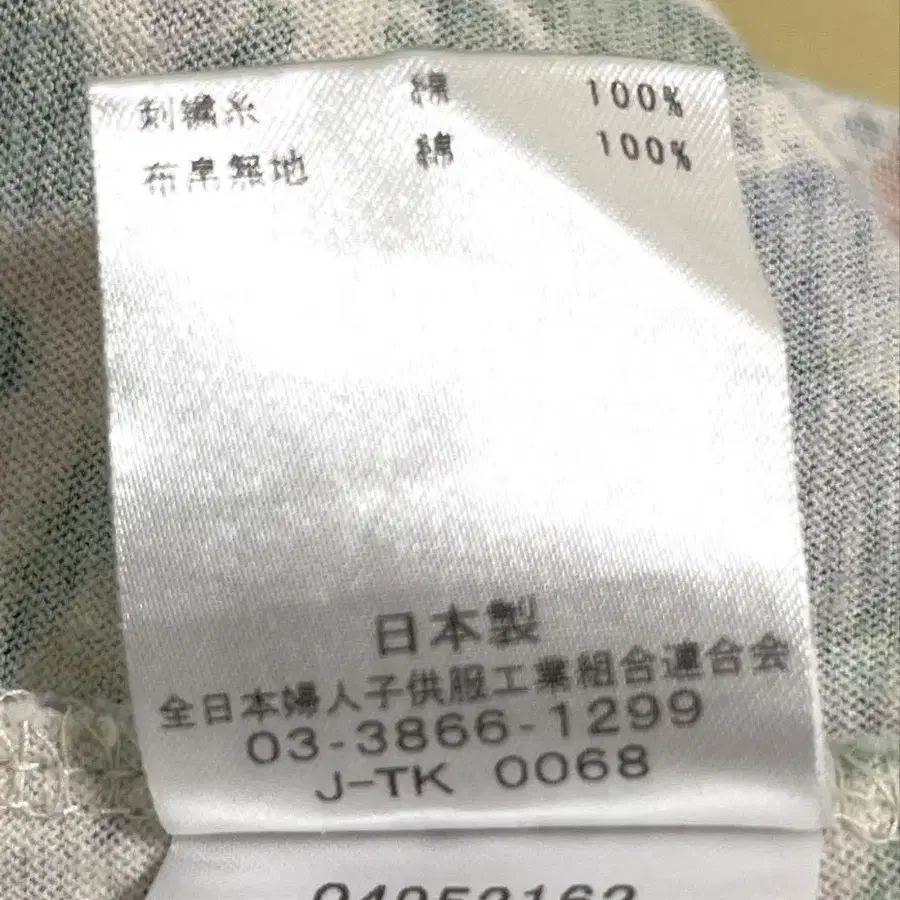 刺繍糸 綿 100%
布帛無地 綿 100%
日本製
全日本婦人子供服工業組合連合会
03-3866-1299
J-TK 0068